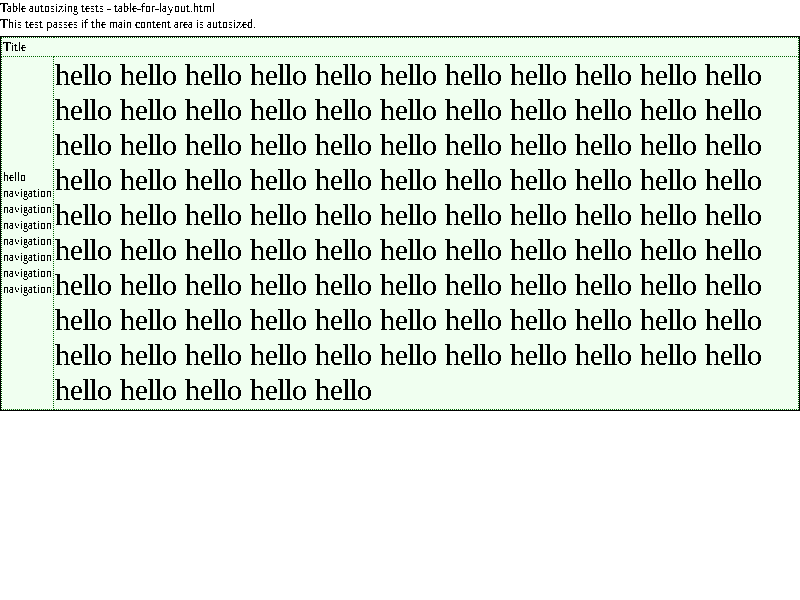 Table autosizing tests - table-for-layout.html
This test passes if the main content area is autosized.
Title
hello
navigation
navigation
navigation
navigation
navigation
navigation
navigation
hello hello hello hello hello hello hello hello hello hello hello
hello hello hello hello hello hello hello hello hello hello hello
hello hello hello hello hello hello hello hello hello hello hello
hello hello hello hello hello hello hello hello hello hello hello
hello hello hello hello hello hello hello hello hello hello hello
hello hello hello hello hello hello hello hello hello hello hello
hello hello hello hello hello hello hello hello hello hello hello
hello hello hello hello hello hello hello hello hello hello hello
hello hello hello hello hello hello hello hello hello hello hello
hello hello hello hello hello